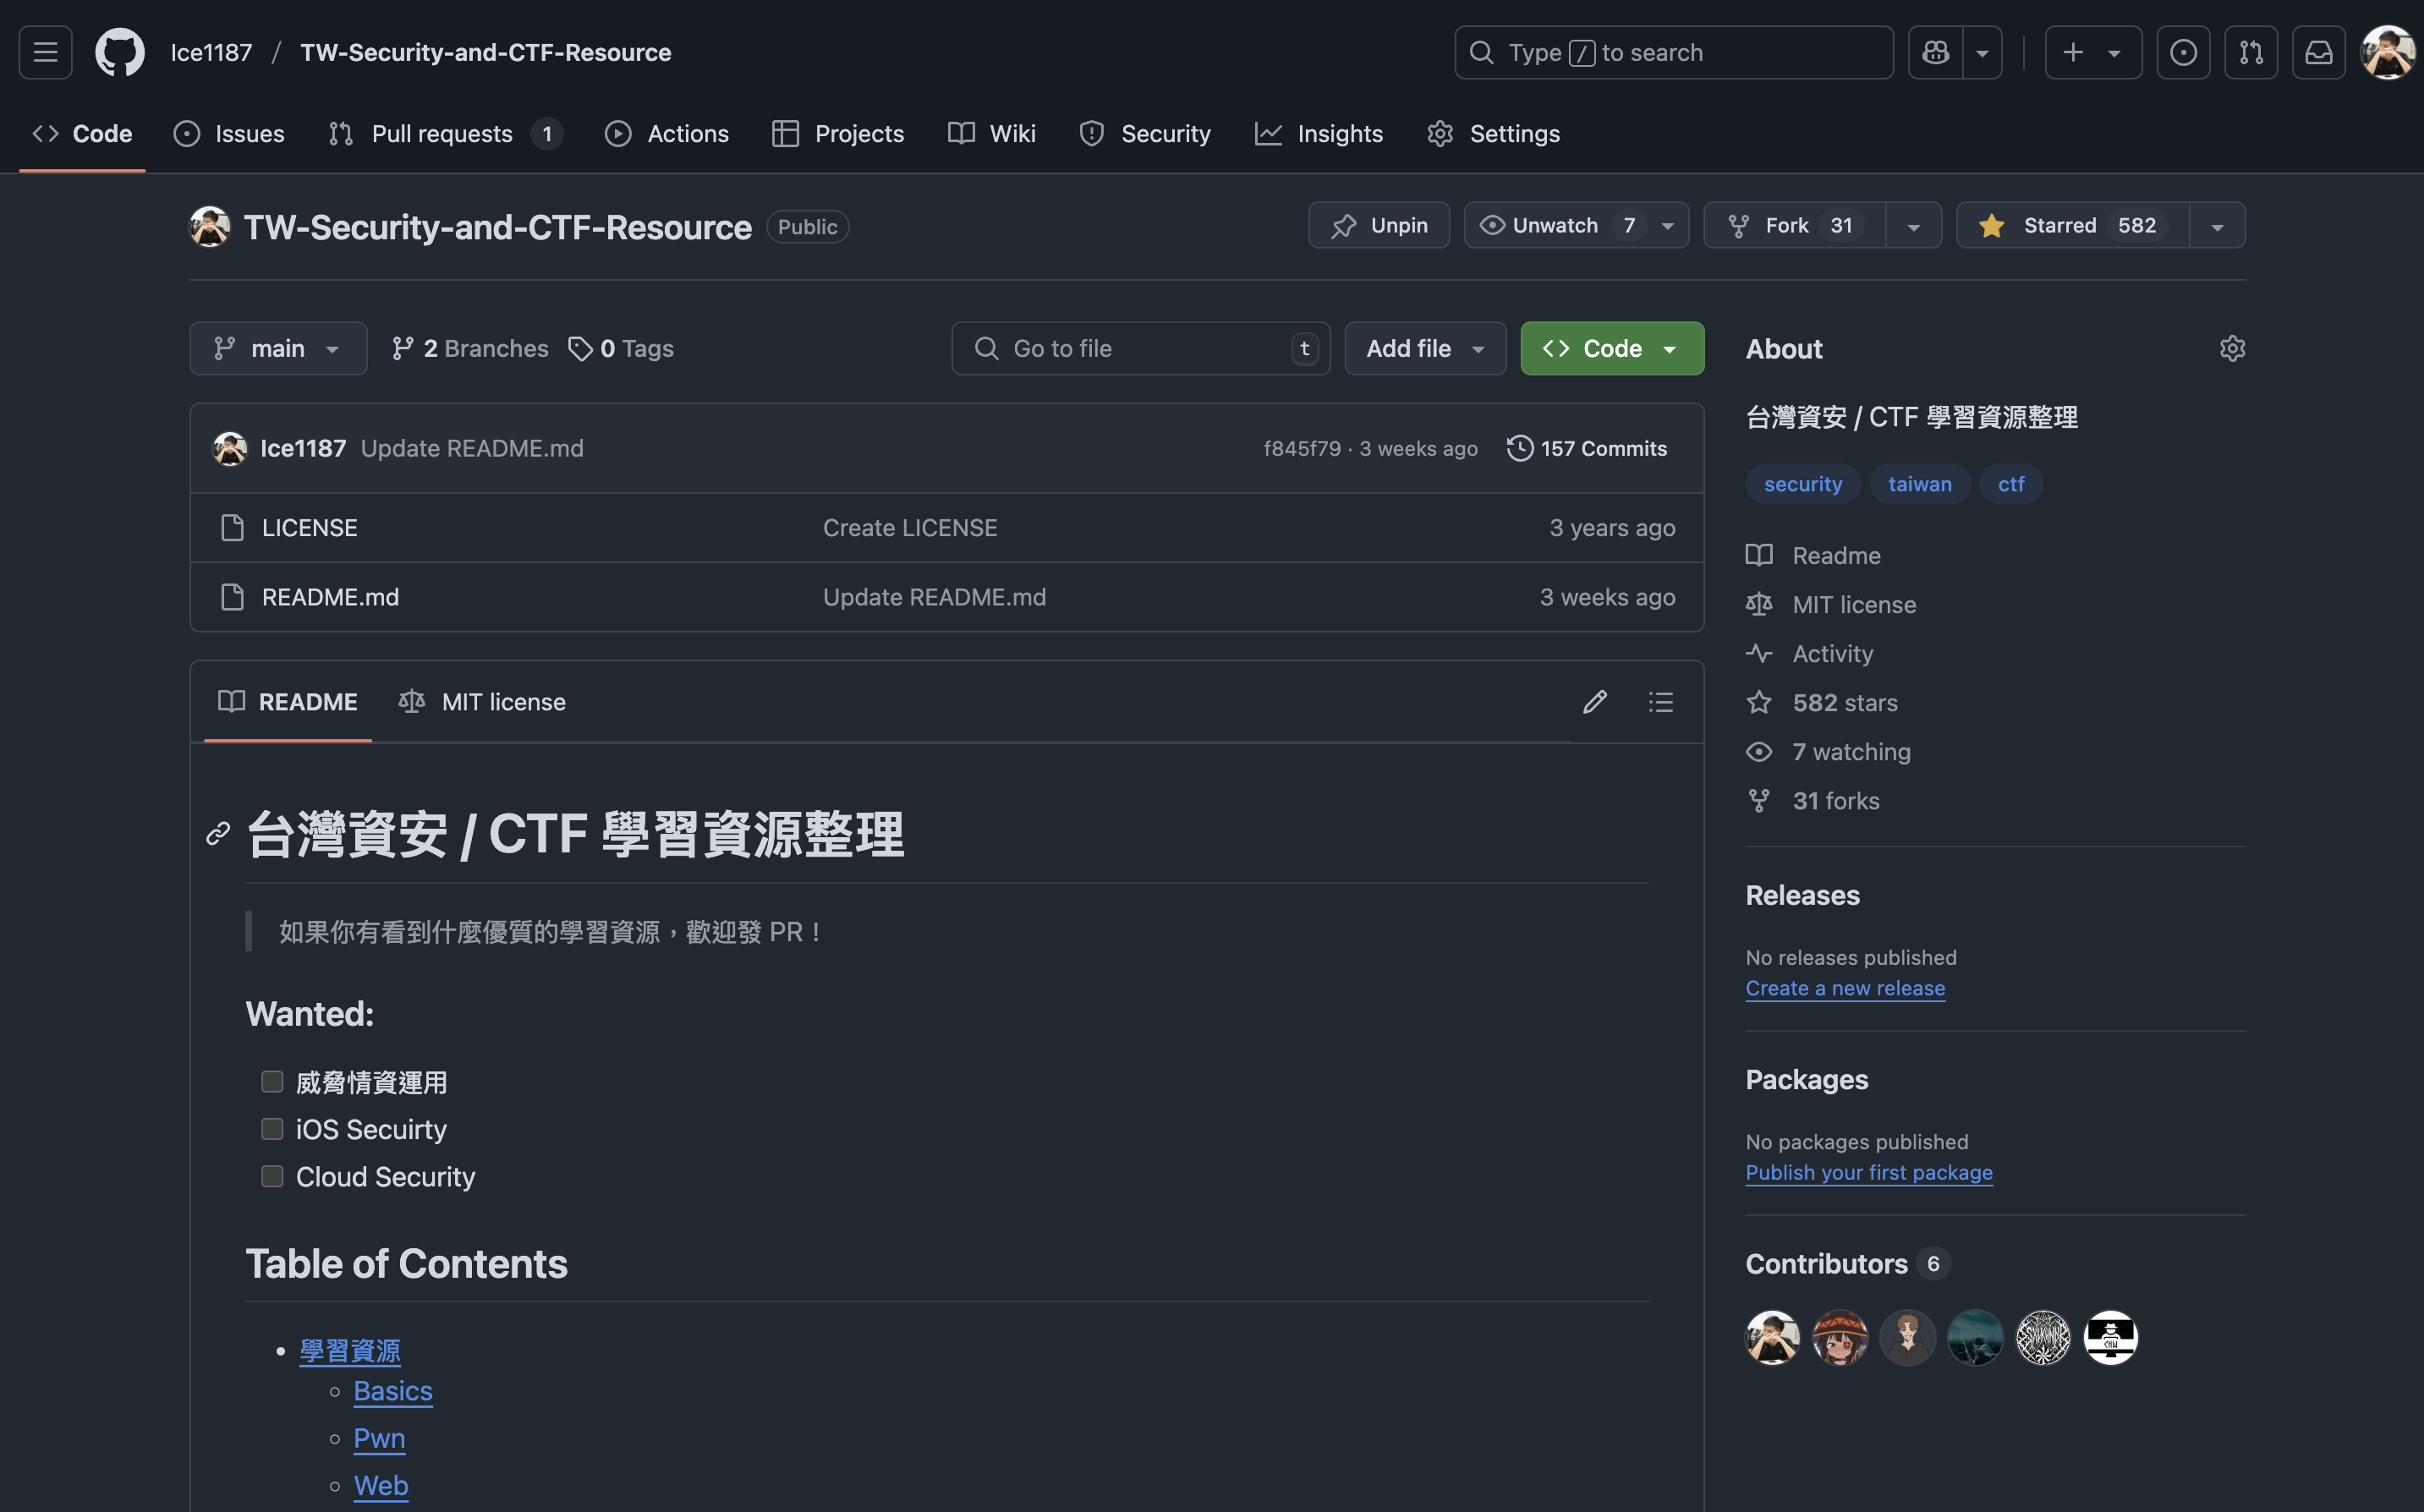 Ice1187 / TW-Security-and-CTF-Resource
Type / to search
Code
Issues
Pull requests 1
Actions
Projects
Wiki
Security
Insights
Settings
TW-Security-and-CTF-Resource Public
Unpin
Unwatch 7
Fork 31
Starred 582
main
2 Branches
0 Tags
Go to file t
Add file
Code
Ice1187 Update README.md f845f79 · 3 weeks ago 157 Commits
LICENSE Create LICENSE 3 years ago
README.md Update README.md 3 weeks ago
README
MIT license
台灣資安 / CTF 學習資源整理
如果你有看到什麼優質的學習資源，歡迎發 PR！
Wanted:
威脅情資運用
iOS Secuirty
Cloud Security
Table of Contents
學習資源
Basics
Pwn
Web
About
台灣資安 / CTF 學習資源整理
security taiwan ctf
Readme
MIT license
Activity
582 stars
7 watching
31 forks
Releases
No releases published
Create a new release
Packages
No packages published
Publish your first package
Contributors 6